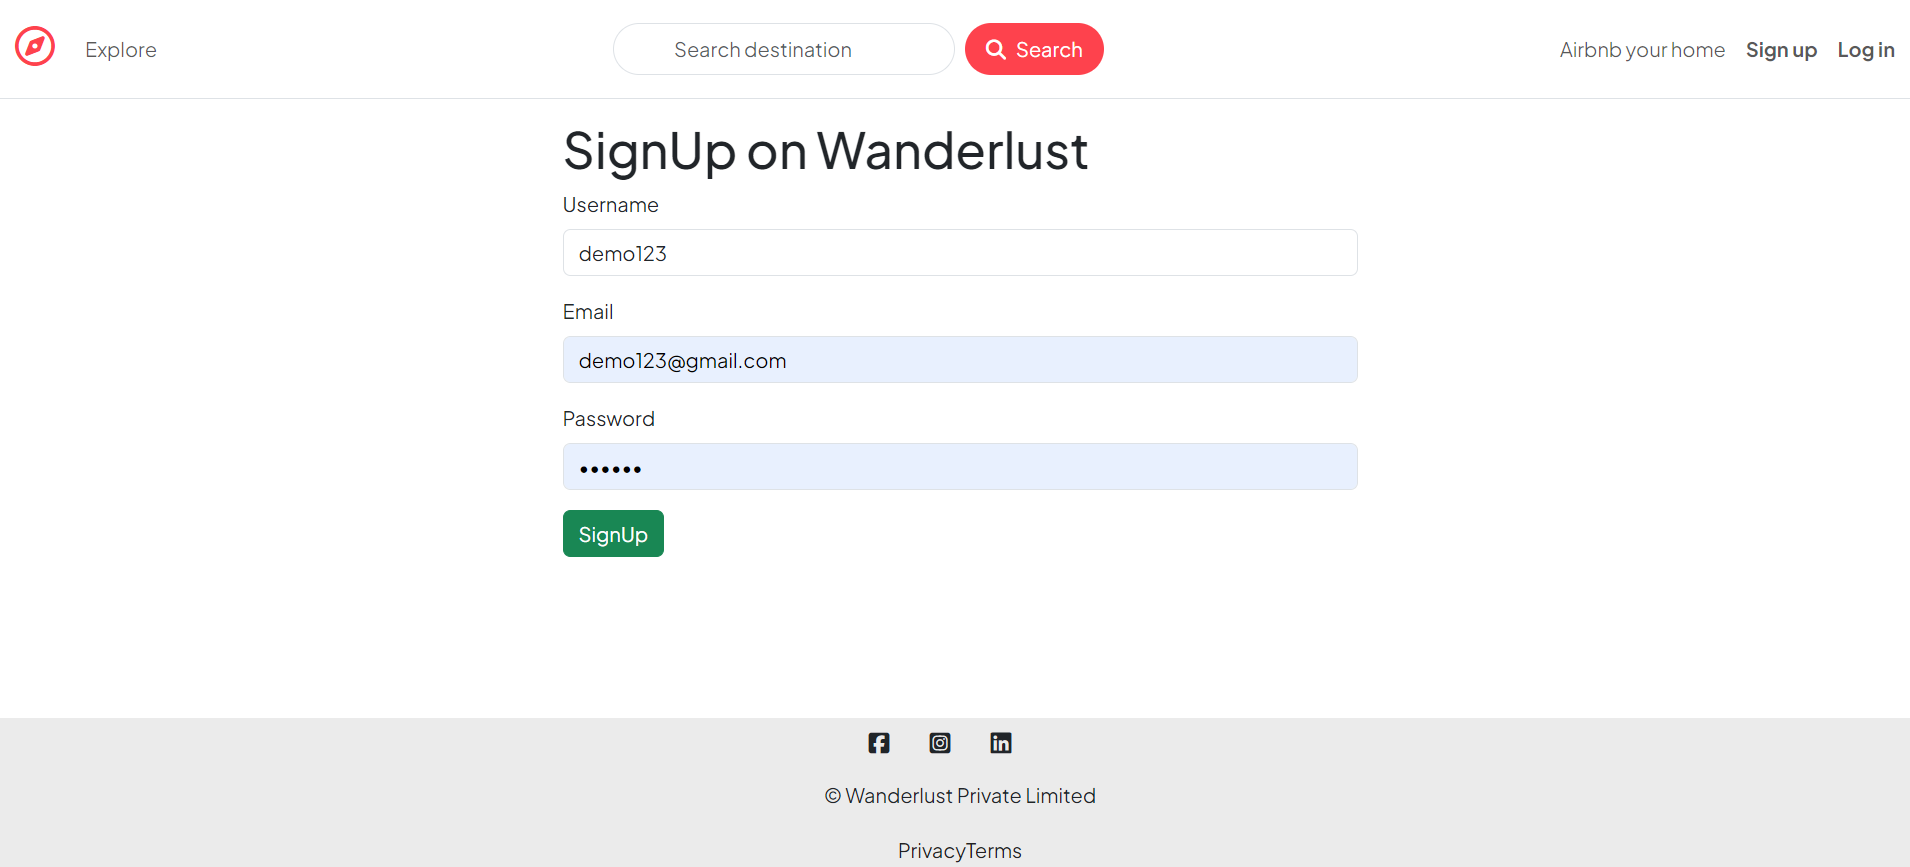 Explore
Search destination
Search
Airbnb your home
Sign up
Log in
SignUp on Wanderlust
Username
demo123
Email
demo123@gmail.com
Password
••••••
SignUp
© Wanderlust Private Limited
PrivacyTerms